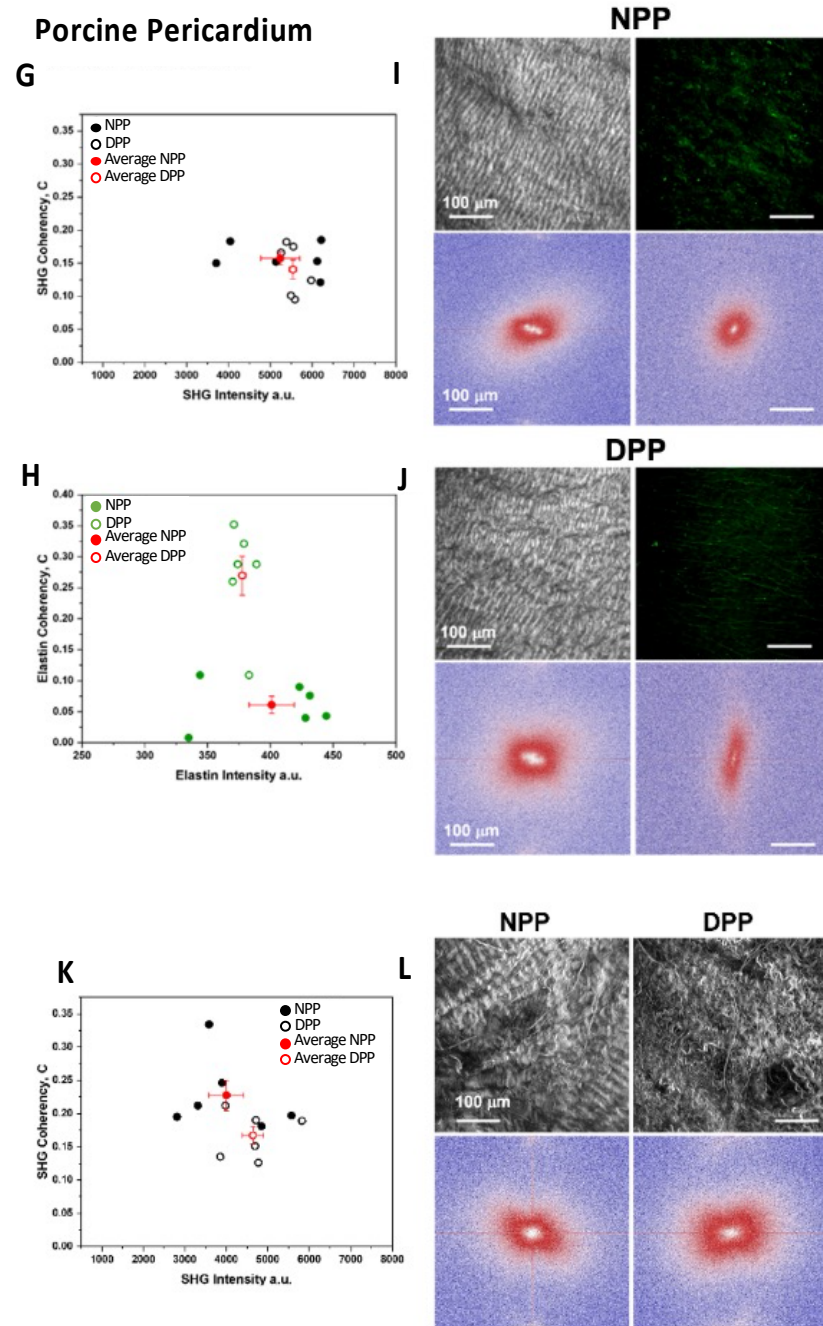 Porcine Pericardium
G
0.35
0.30
0.25
0.20
0.15
0.10
0.05
0.00
SHG Coherency, C
NPP
DPP
Average NPP
Average DPP
1000 2000 3000 4000 5000 6000 7000 8000
SHG Intensity a.u.
I
NPP
100 µm
100 µm
H
0.40
0.35
0.30
0.25
0.20
0.15
0.10
0.05
0.00
Elastin Coherency, C
NPP
DPP
Average NPP
Average DPP
250 300 350 400 450 500
Elastin Intensity a.u.
J
DPP
100 µm
100 µm
K
0.35
0.30
0.25
0.20
0.15
0.10
0.05
0.00
SHG Coherency, C
NPP
DPP
Average NPP
Average DPP
1000 2000 3000 4000 5000 6000 7000 8000
SHG Intensity a.u.
L
NPP DPP
100 µm